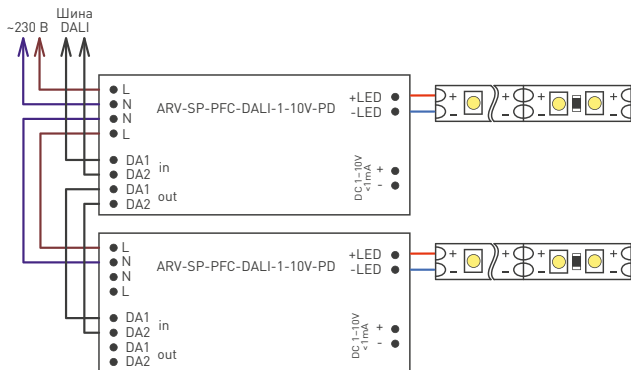 Шина
~230 В DALI
L
N
N
L
DA1
DA2
in
DA1
DA2
out
ARV-SP-PFC-DALI-1-10V-PD
+LED
-LED
DC 1-10V
<1mA
+
-
+ + + +
- - - -
L
N
N
L
DA1
DA2
in
DA1
DA2
out
ARV-SP-PFC-DALI-1-10V-PD
+LED
-LED
DC 1-10V
<1mA
+
-
+ + + +
- - - -